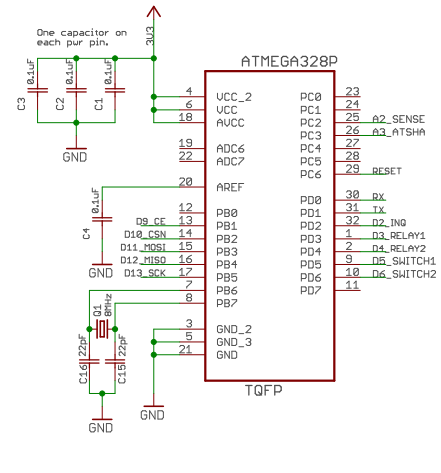 One capacitor on
each pwr pin.
3V3
ATMEGA328P
C3 0.1uF
C2 0.1uF
C1 0.1uF
GND
4 VCC_2
6 VCC
18 AVCC
19 ADC6
22 ADC7
20 AREF
C4 0.1uF
GND
12 PB0
D9_CE 13 PB1
D10_CSN 14 PB2
D11_MOSI 15 PB3
D12_MISO 16 PB4
D13_SCK 17 PB5
7 PB6
8 PB7
Q1
8MHz
C16 22pF
C15 22pF
GND
3 GND_2
5 GND_3
21 GND
GND
PC0 23
PC1 24
PC2 25 A2_SENSE
PC3 26 A3_ATSHA
PC4 27
PC5 28
PC6 29 RESET
PD0 30 RX
PD1 31 TX
PD2 32 D2_INQ
PD3 1 D3_RELAY1
PD4 2 D4_RELAY2
PD5 9 D5_SWITCH1
PD6 10 D6_SWITCH2
PD7 11
TQFP